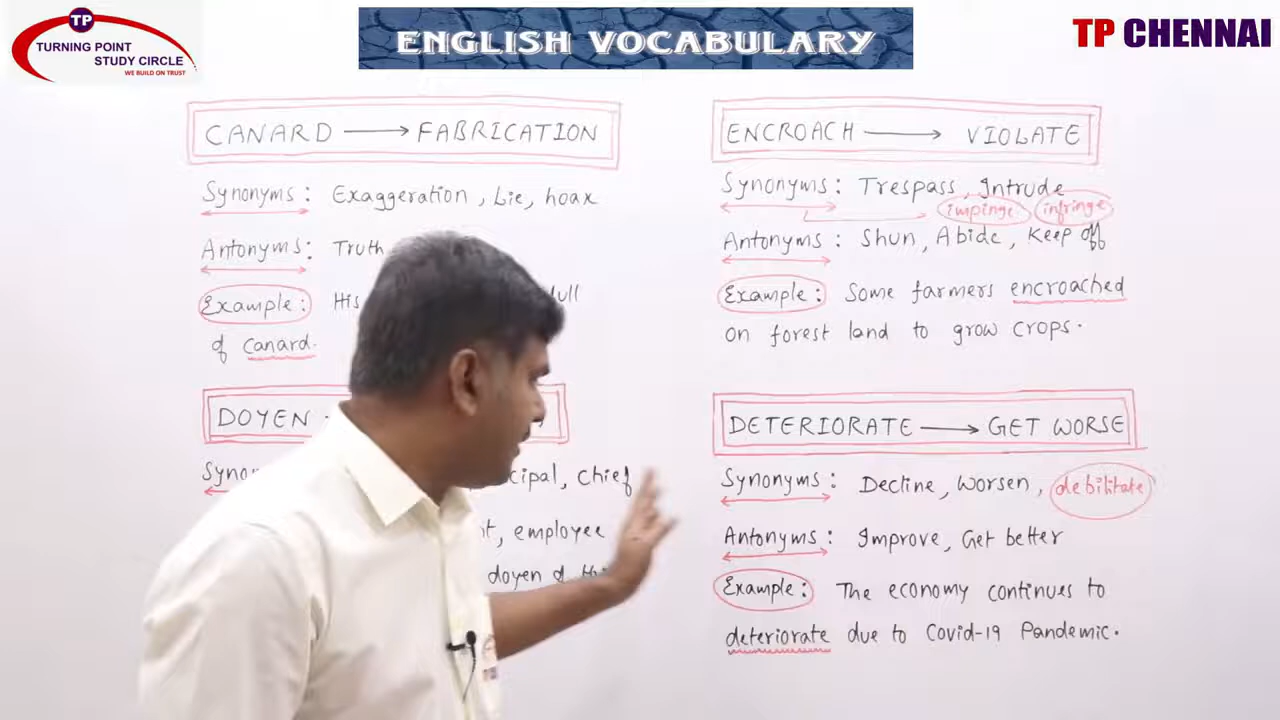 TP
TURNING POINT
STUDY CIRCLE
WE BUILD ON TRUST
ENGLISH VOCABULARY
TP CHENNAI
CANARD → FABRICATION
Synonyms: Exaggeration, Lie, hoax
Antonyms: Truth
Example: His
of canard.
DOYEN
Chief
employee
doyen of
ENCROACH → VIOLATE
Synonyms: Trespass, Intrude
impinge infringe
Antonyms: Shun, Abide, Keep off
Example: Some farmers encroached
on forest land to grow crops.
DETERIORATE → GET WORSE
Synonyms: Decline, Worsen, debilitate
Antonyms: Improve, Get better
Example: The economy continues to
deteriorate due to Covid-19 Pandemic.